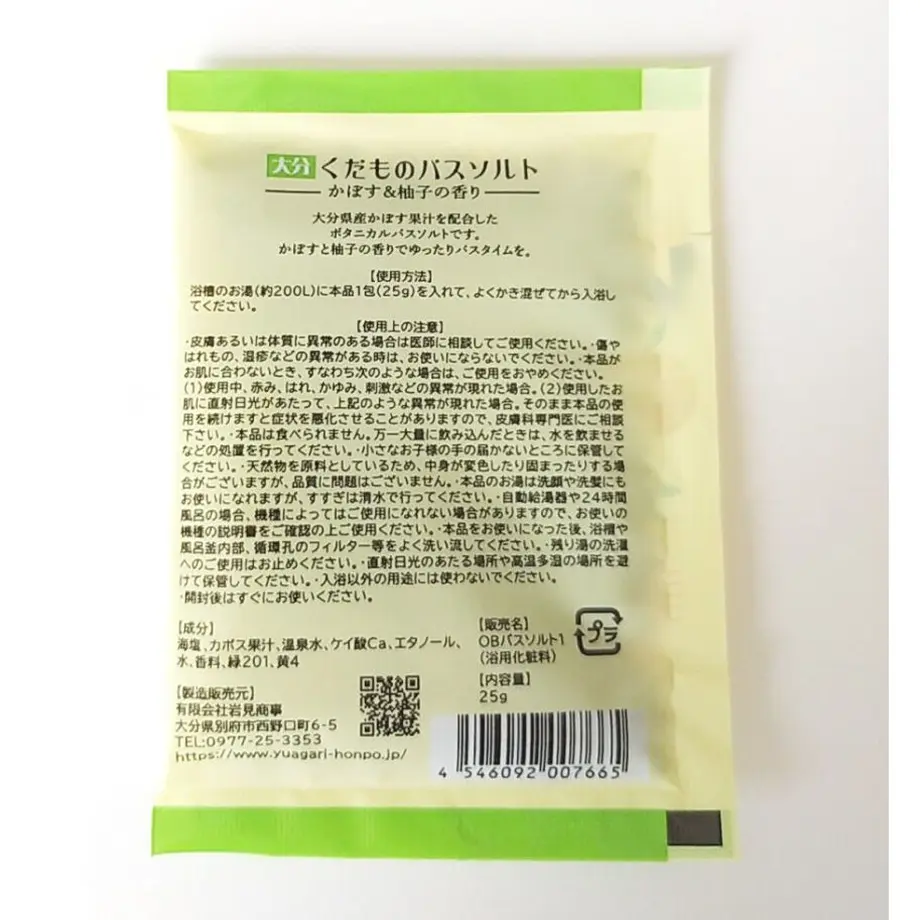 大分 くだものバスソルト
かぼす&柚子の香り
大分県産かぼす果汁を配合した
ボタニカルバスソルトです。
かぼすと柚子の香りでゆったりバスタイムを。
【使用方法】
浴槽のお湯(約200L)に本品1包(25g)を入れて、よくかき混ぜてから入浴し
てください。
【使用上の注意】
・皮膚あるいは体質に異常のある場合は医師に相談してご使用ください。・傷や
はれもの、湿疹などの異常がある時は、お使いにならないでください。・本品が
お肌に合わないとき、すなわち次のような場合は、ご使用をおやめください。
(1)使用中、赤み、はれ、かゆみ、刺激などの異常が現れた場合。(2)使用したお
肌に直射日光があたって、上記のような異常が現れた場合。そのまま本品の使
用を続けますと症状を悪化させることがありますので、皮膚科専門医にご相談
下さい。・本品は食べられません。万一大量に飲み込んだときは、水を飲ませる
などの処置を行ってください。・小さなお子様の手の届かないところに保管して
ください。・天然物を原料としているため、中身が変色したり固まったりする場
合がございますが、品質に問題はございません。・本品のお湯は洗顔や洗髪にも
お使いになれますが、すすぎは清水で行ってください。・自動給湯器や24時間
風呂の場合、機種によってはご使用になれない場合がありますので、お使いの
機種の説明書をご確認の上ご使用ください。・本品をお使いになった後、浴槽や
風呂釜内部、循環孔のフィルター等をよく洗い流してください。・残り湯の洗濯
へのご使用はお止めください。・直射日光のあたる場所や高温多湿の場所を避
けて保管してください。・入浴以外の用途には使わないでください。
・開封後はすぐにお使いください。
【成分】
海塩、カボス果汁、温泉水、ケイ酸Ca、エタノール、
水、香料、緑201、黄4
【販売名】
OBバスソルト1
(浴用化粧料)
プラ
【内容量】
25g
【製造販売元】
有限会社岩見商事
大分県別府市西野口町6-5
TEL:0977-25-3353
https://www.yuagari-honpo.jp/
4 546092 007665